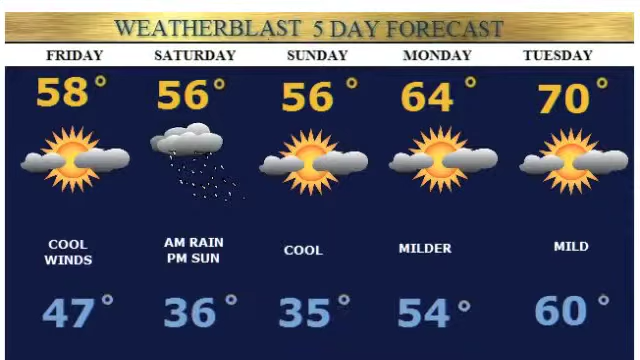 WEATHERBLAST 5 DAY FORECAST
FRIDAY SATURDAY SUNDAY MONDAY TUESDAY
58° 56° 56° 64° 70°
COOL WINDS AM RAIN PM SUN COOL MILDER MILD
47° 36° 35° 54° 60°